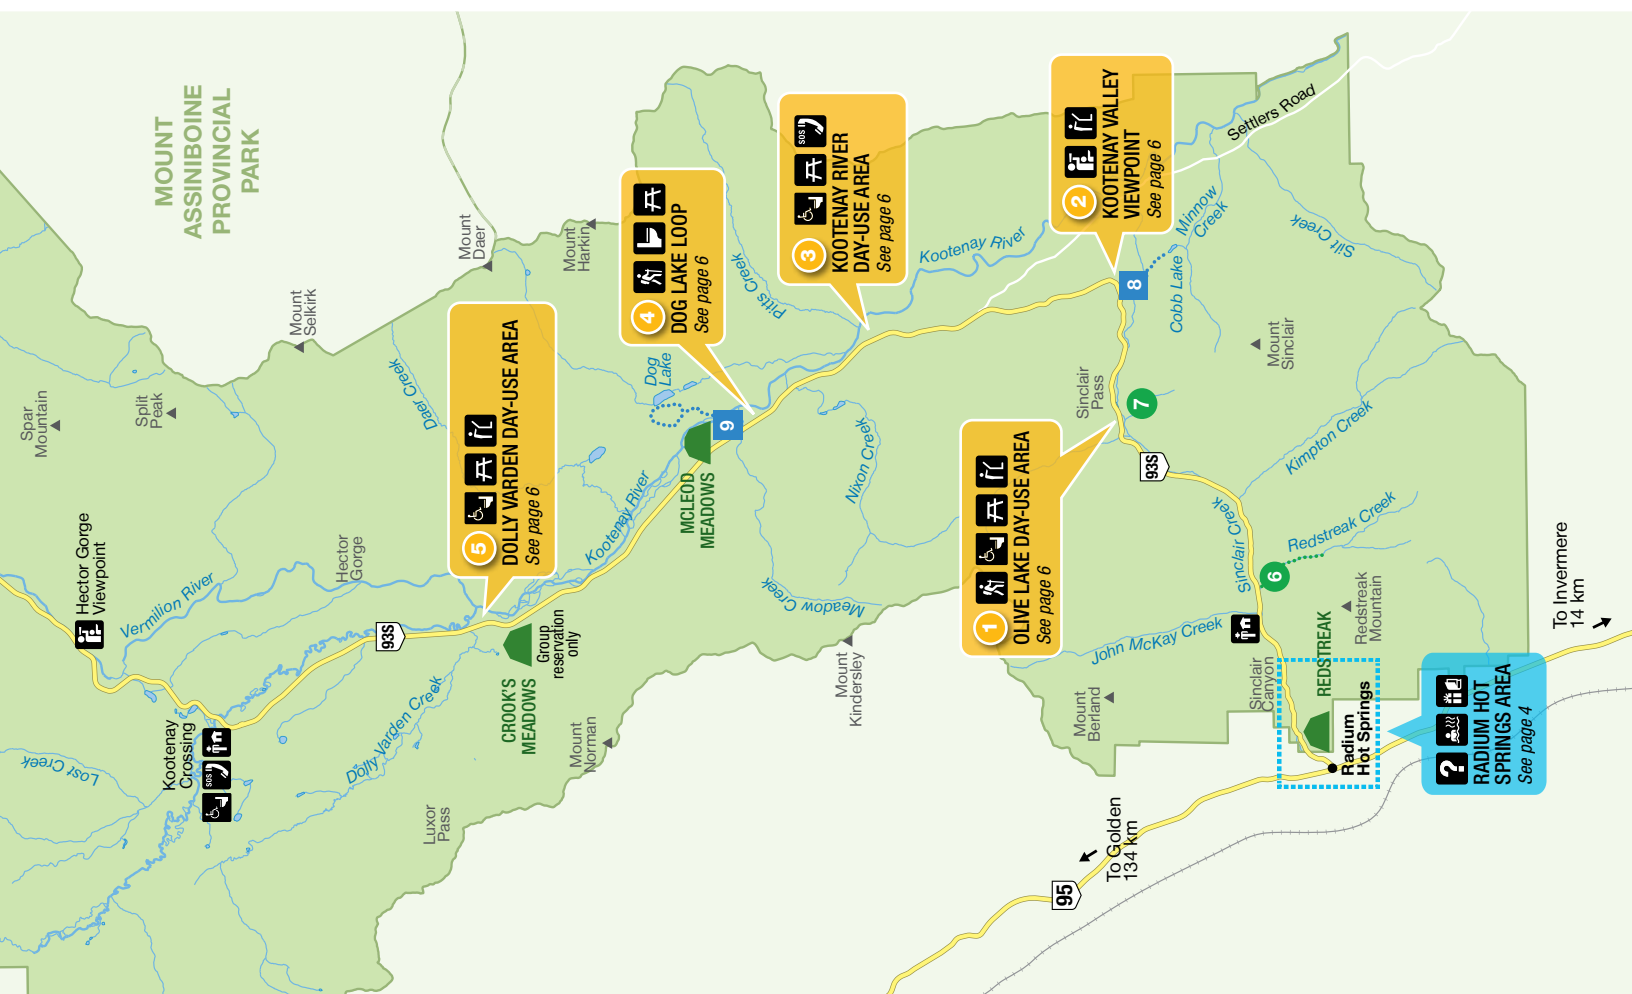 MOUNT
ASSINIBOINE
PROVINCIAL
PARK
Spar
Mountain
Split
Peak
Mount
Selkirk
Mount
Daer
Mount
Harkin
Hector Gorge
Viewpoint
Vermilion River
Hector
Gorge
Daer Creek
93S
Kootenay
Crossing
SOS
Lost Creek
Dolly Varden Creek
Luxor
Pass
5
DOLLY VARDEN DAY-USE AREA
See page 6
CROOK'S
MEADOWS
Group
reservation
only
Mount
Norman
Kootenay River
4
DOG LAKE LOOP
See page 6
Dog
Lake
9
MCLEOD
MEADOWS
Pitts Creek
3
SOS
KOOTENAY RIVER
DAY-USE AREA
See page 6
Nixon Creek
Meadow Creek
Mount
Kindersley
Kootenay River
2
KOOTENAY VALLEY
VIEWPOINT
See page 6
Settlers Road
8
Cobb Lake
Minnow
Creek
Silt Creek
Mount
Sinclair
Sinclair
Pass
7
1
OLIVE LAKE DAY-USE AREA
See page 6
93S
Kimpton Creek
Sinclair Creek
Redstreak Creek
6
John McKay Creek
Redstreak
Mountain
REDSTREAK
Sinclair
Canyon
Mount
Berland
Radium
Hot Springs
?
RADIUM HOT
SPRINGS AREA
See page 4
To Invermere
14 km
To Golden
134 km
95